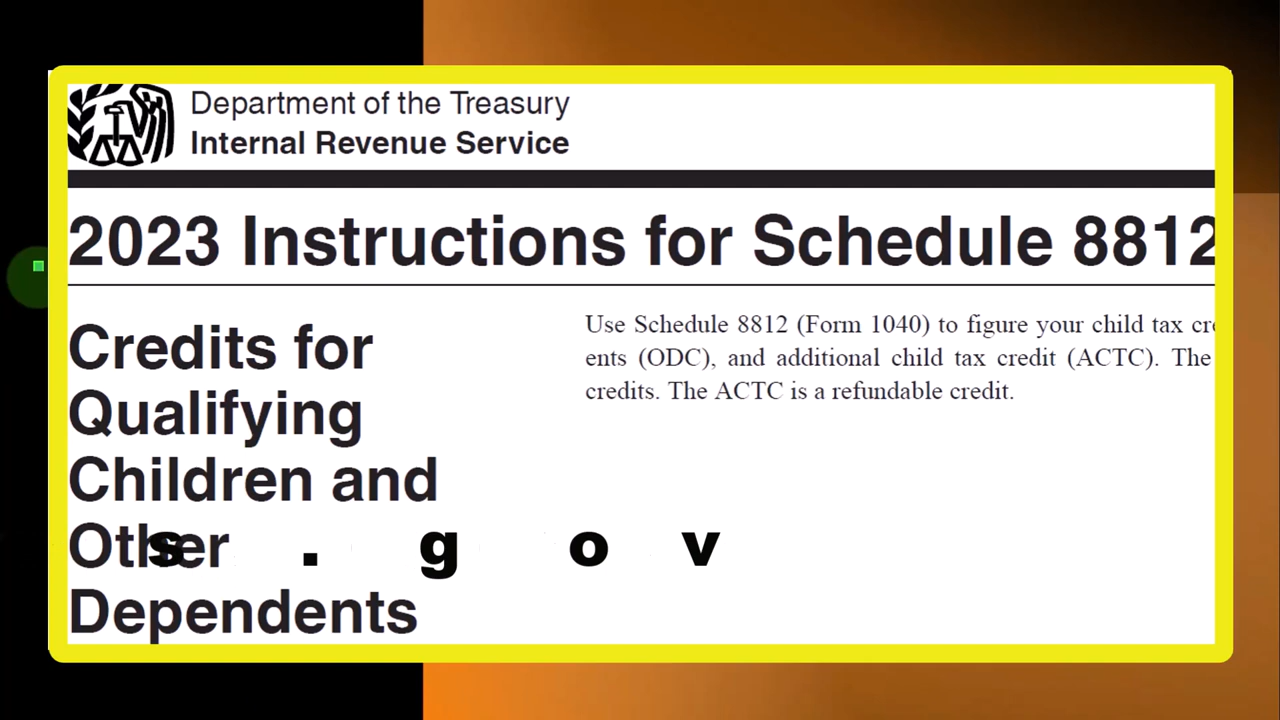 Department of the Treasury
Internal Revenue Service
2023 Instructions for Schedule 8812
Credits for
Qualifying
Children and
Other
Dependents
Use Schedule 8812 (Form 1040) to figure your child tax cre
ents (ODC), and additional child tax credit (ACTC). The
credits. The ACTC is a refundable credit.
s . g o v